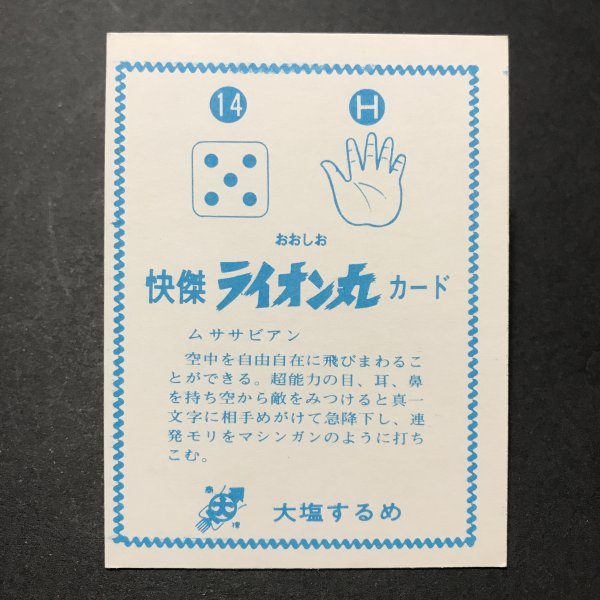 14 H
おおしお
快傑 ライオン丸 カード
ムササビアン
空中を自由自在に飛びまわるこ
とができる。超能力の目、耳、鼻
を持ち空から敵をみつけると真一
文字に相手めがけて急降下し、連
発モリをマシンガンのように打ち
こむ。
大 大塩するめ